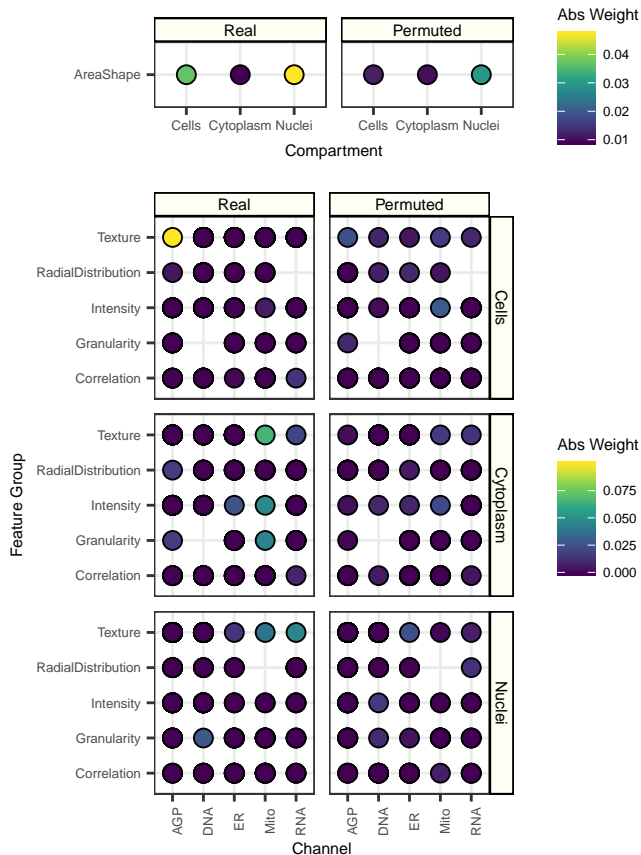 Real
Permuted
AreaShape
Cells
Cytoplasm
Nuclei
Cells
Cytoplasm
Nuclei
Compartment
Abs Weight
0.04
0.03
0.02
0.01
Real
Permuted
Texture
RadialDistribution
Intensity
Granularity
Correlation
Cells
Texture
RadialDistribution
Intensity
Granularity
Correlation
Cytoplasm
Texture
RadialDistribution
Intensity
Granularity
Correlation
Nuclei
Feature Group
AGP
DNA
ER
Mito
RNA
AGP
DNA
ER
Mito
RNA
Channel
Abs Weight
0.075
0.050
0.025
0.000